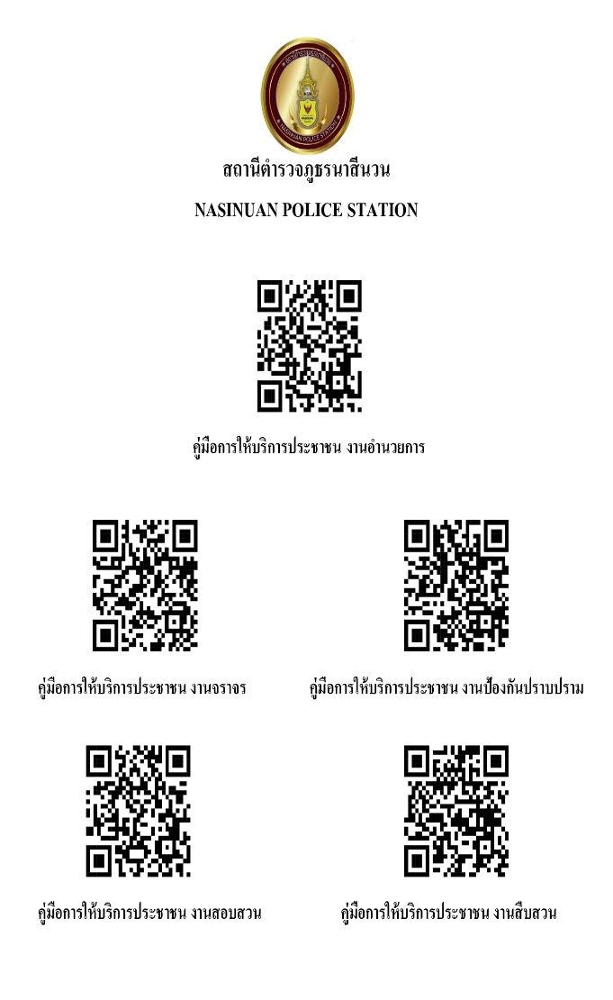 NASINUAN POLICE STATION
สถานีตำรวจภูธรนาสีนวน
NASINUAN POLICE STATION
คู่มือการให้บริการประชาชน งานอำนวยการ
คู่มือการให้บริการประชาชน งานจราจร
คู่มือการให้บริการประชาชน งานป้องกันปราบปราม
คู่มือการให้บริการประชาชน งานสอบสวน
คู่มือการให้บริการประชาชน งานสืบสวน